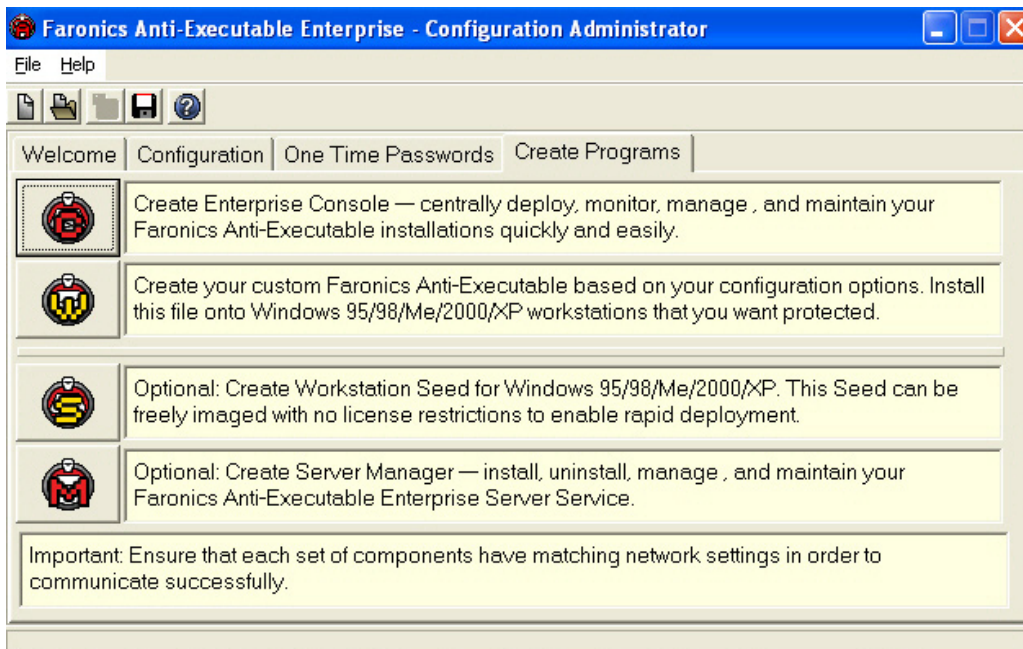 Faronics Anti-Executable Enterprise - Configuration Administrator
File Help
Welcome Configuration One Time Passwords Create Programs
Create Enterprise Console — centrally deploy, monitor, manage , and maintain your
Faronics Anti-Executable installations quickly and easily.
Create your custom Faronics Anti-Executable based on your configuration options. Install
this file onto Windows 95/98/Me/2000/XP workstations that you want protected.
Optional: Create Workstation Seed for Windows 95/98/Me/2000/XP. This Seed can be
freely imaged with no license restrictions to enable rapid deployment.
Optional: Create Server Manager — install, uninstall, manage , and maintain your
Faronics Anti-Executable Enterprise Server Service.
Important: Ensure that each set of components have matching network settings in order to
communicate successfully.